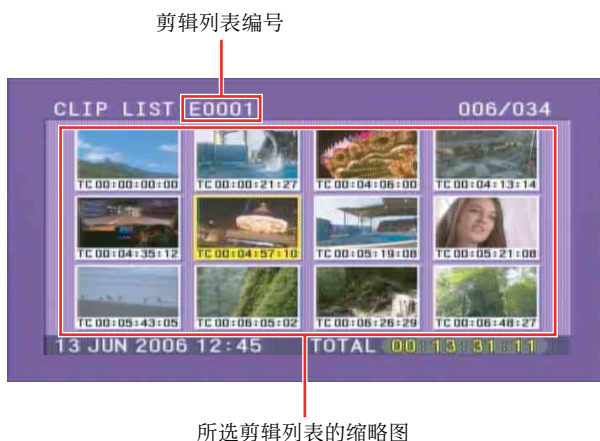 剪辑列表编号
CLIP LIST E0001 006/034
TC 00:00:00:00 TC 00:00:21:27 TC 00:04:06:00 TC 00:04:13:14
TC 00:04:35:12 TC 00:04:57:10 TC 00:05:19:08 TC 00:05:21:08
TC 00:05:43:05 TC 00:06:05:02 TC 00:06:26:29 TC 00:06:48:27
13 JUN 2006 12:45 TOTAL 00:13:31:11
所选剪辑列表的缩略图